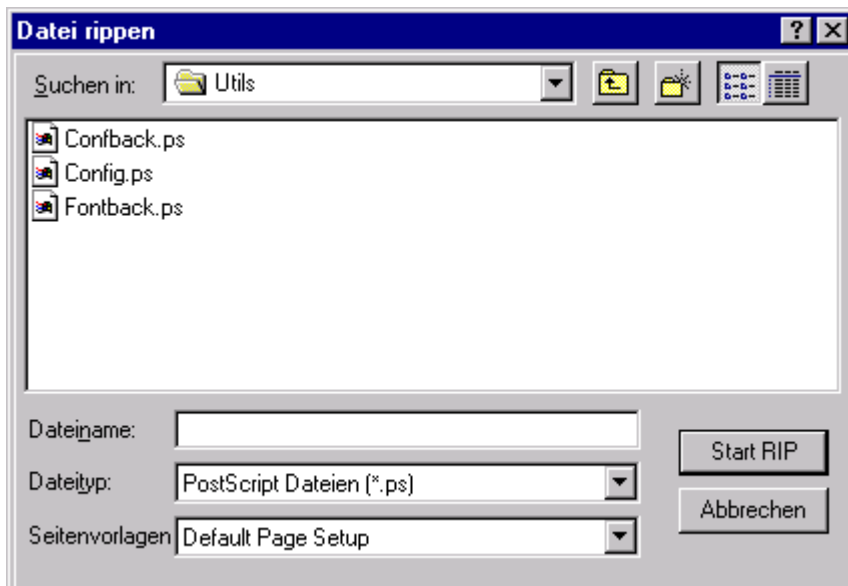 Datei rippen
Suchen in: Utils
Confback.ps
Config.ps
Fontback.ps
Dateiname:
Start RIP
Dateityp: PostScript Dateien (*.ps)
Abbrechen
Seitenvorlagen Default Page Setup